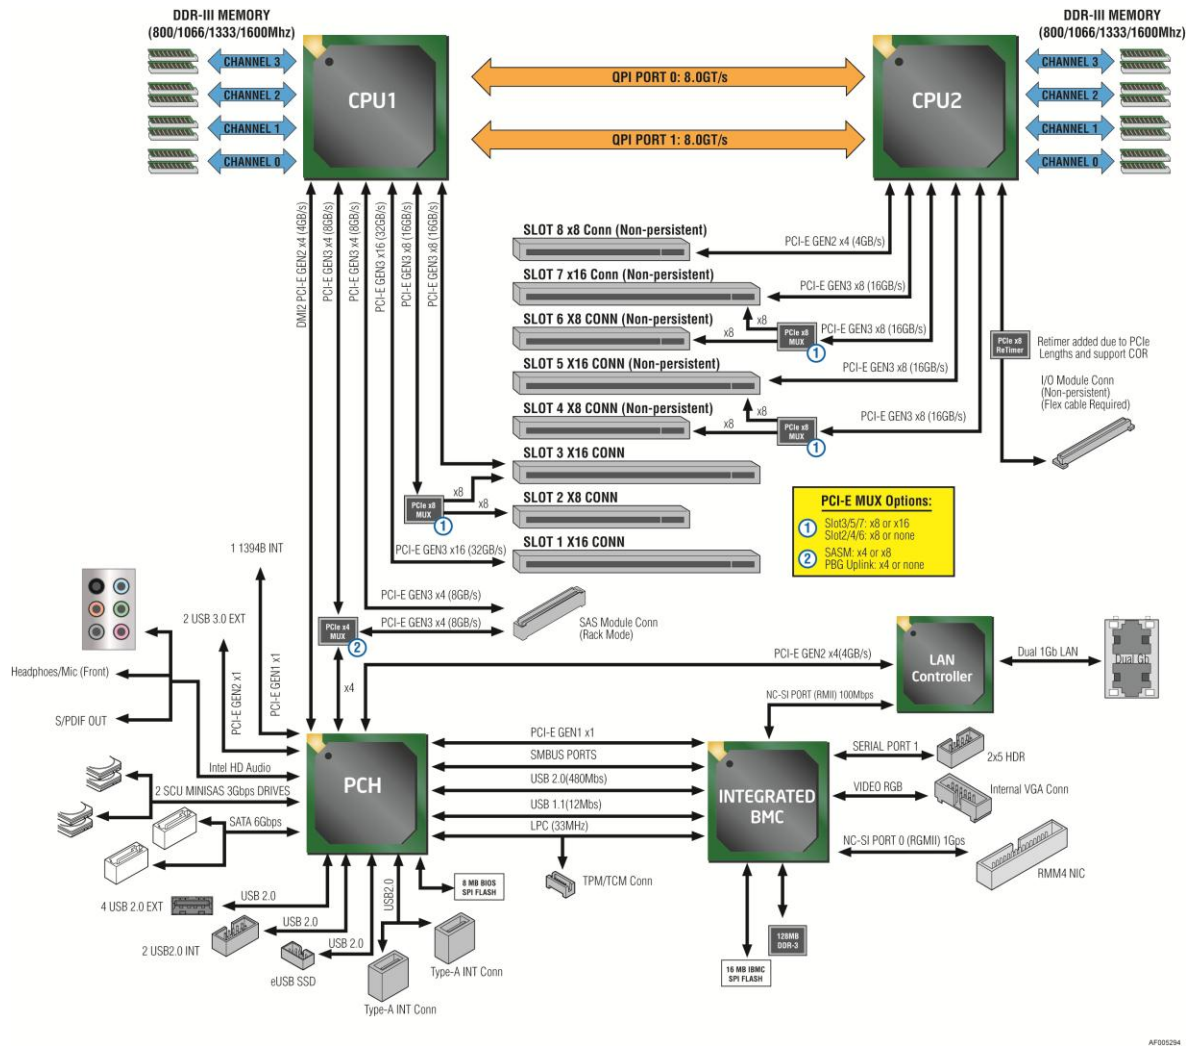 DDR-III MEMORY
(800/1066/1333/1600Mhz)
DDR-III MEMORY
(800/1066/1333/1600Mhz)
CHANNEL 3
CHANNEL 2
CHANNEL 1
CHANNEL 0
CPU1
QPI PORT 0: 8.0GT/s
QPI PORT 1: 8.0GT/s
CPU2
CHANNEL 3
CHANNEL 2
CHANNEL 1
CHANNEL 0
DMI2 PCI-E GEN2 x4 (4GB/s)
PCI-E GEN3 x4 (8GB/s)
PCI-E GEN3 x4 (8GB/s)
PCI-E GEN3 x16 (32GB/s)
PCI-E GEN3 x8 (16GB/s)
PCI-E GEN3 x8 (16GB/s)
SLOT 8 x8 Conn (Non-persistent)
PCI-E GEN2 x4 (4GB/s)
SLOT 7 x16 Conn (Non-persistent)
PCI-E GEN3 x8 (16GB/s)
SLOT 6 X8 CONN (Non-persistent)
x8
x8
PCIe x8
MUX
1
PCI-E GEN3 x8 (16GB/s)
SLOT 5 X16 CONN (Non-persistent)
PCI-E GEN3 x8 (16GB/s)
SLOT 4 X8 CONN (Non-persistent)
x8
x8
PCIe x8
MUX
1
PCI-E GEN3 x8 (16GB/s)
PCIe x8
ReTimer
Retimer added due to PCIe
Lengths and support COR
I/O Module Conn
(Non-persistent)
(Flex cable Required)
SLOT 3 X16 CONN
x8
x8
PCIe x8
MUX
1
SLOT 2 X8 CONN
SLOT 1 X16 CONN
PCI-E GEN3 x16 (32GB/s)
PCI-E MUX Options:
1
Slot3/5/7: x8 or x16
Slot2/4/6: x8 or none
2
SASM: x4 or x8
PBG Uplink: x4 or none
PCI-E GEN3 x4 (8GB/s)
PCI-E GEN3 x4 (8GB/s)
SAS Module Conn
(Rack Mode)
PCIe x4
MUX
2
x4
1 1394B INT
2 USB 3.0 EXT
PCI-E GEN2 x1
PCI-E GEN1 x1
Headphoes/Mic (Front)
S/PDIF OUT
Intel HD Audio
2 SCU MINISAS 3Gbps DRIVES
SATA 6Gbps
PCH
PCI-E GEN2 x4(4GB/s)
LAN
Controller
Dual 1Gb LAN
Dual Gb
NC-SI PORT (RMII) 100Mbps
PCI-E GEN1 x1
SMBUS PORTS
USB 2.0(480Mbs)
USB 1.1(12Mbs)
LPC (33MHz)
TPM/TCM Conn
INTEGRATED
BMC
SERIAL PORT 1
2x5 HDR
VIDEO RGB
Internal VGA Conn
NC-SI PORT 0 (RGMII) 1Gps
RMM4 NIC
8 MB BIOS
SPI FLASH
USB2.0
USB 2.0
4 USB 2.0 EXT
USB 2.0
2 USB2.0 INT
USB 2.0
eUSB SSD
Type-A INT Conn
Type-A INT Conn
128MB
DDR-3
16 MB IBMC
SPI FLASH
AF005294